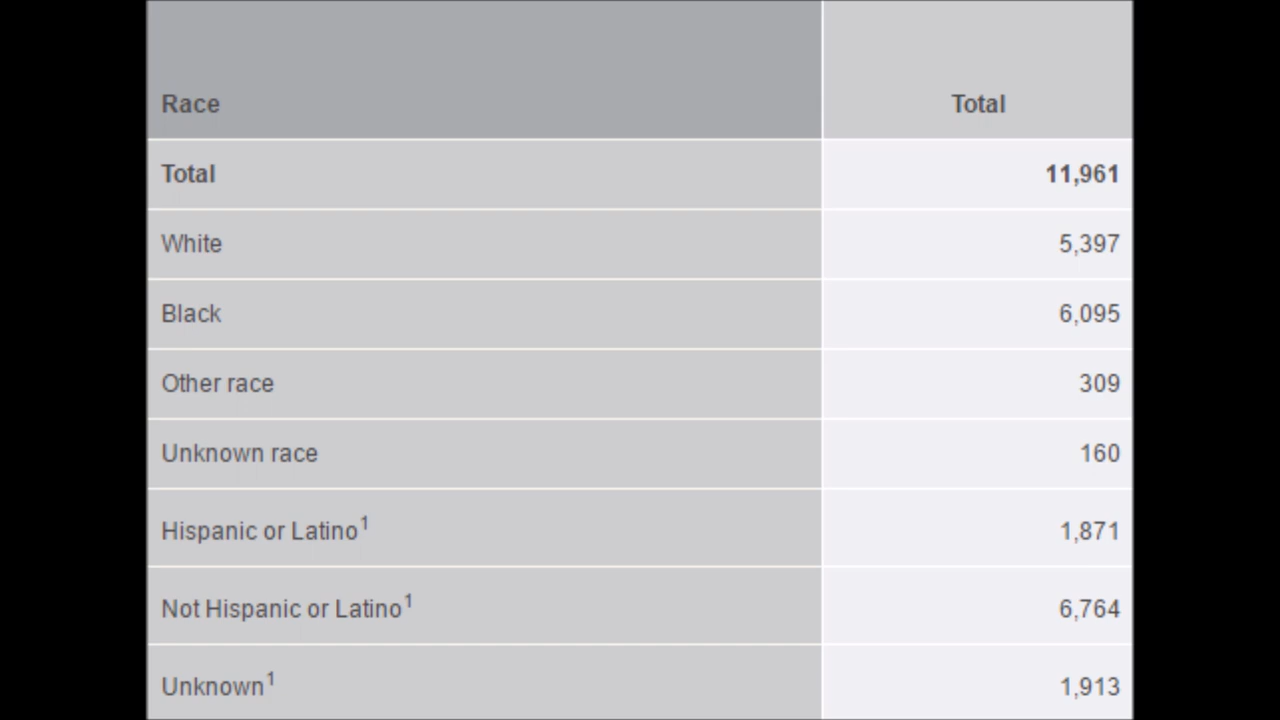 Race Total
Total 11,961
White 5,397
Black 6,095
Other race 309
Unknown race 160
Hispanic or Latino1 1,871
Not Hispanic or Latino1 6,764
Unknown1 1,913